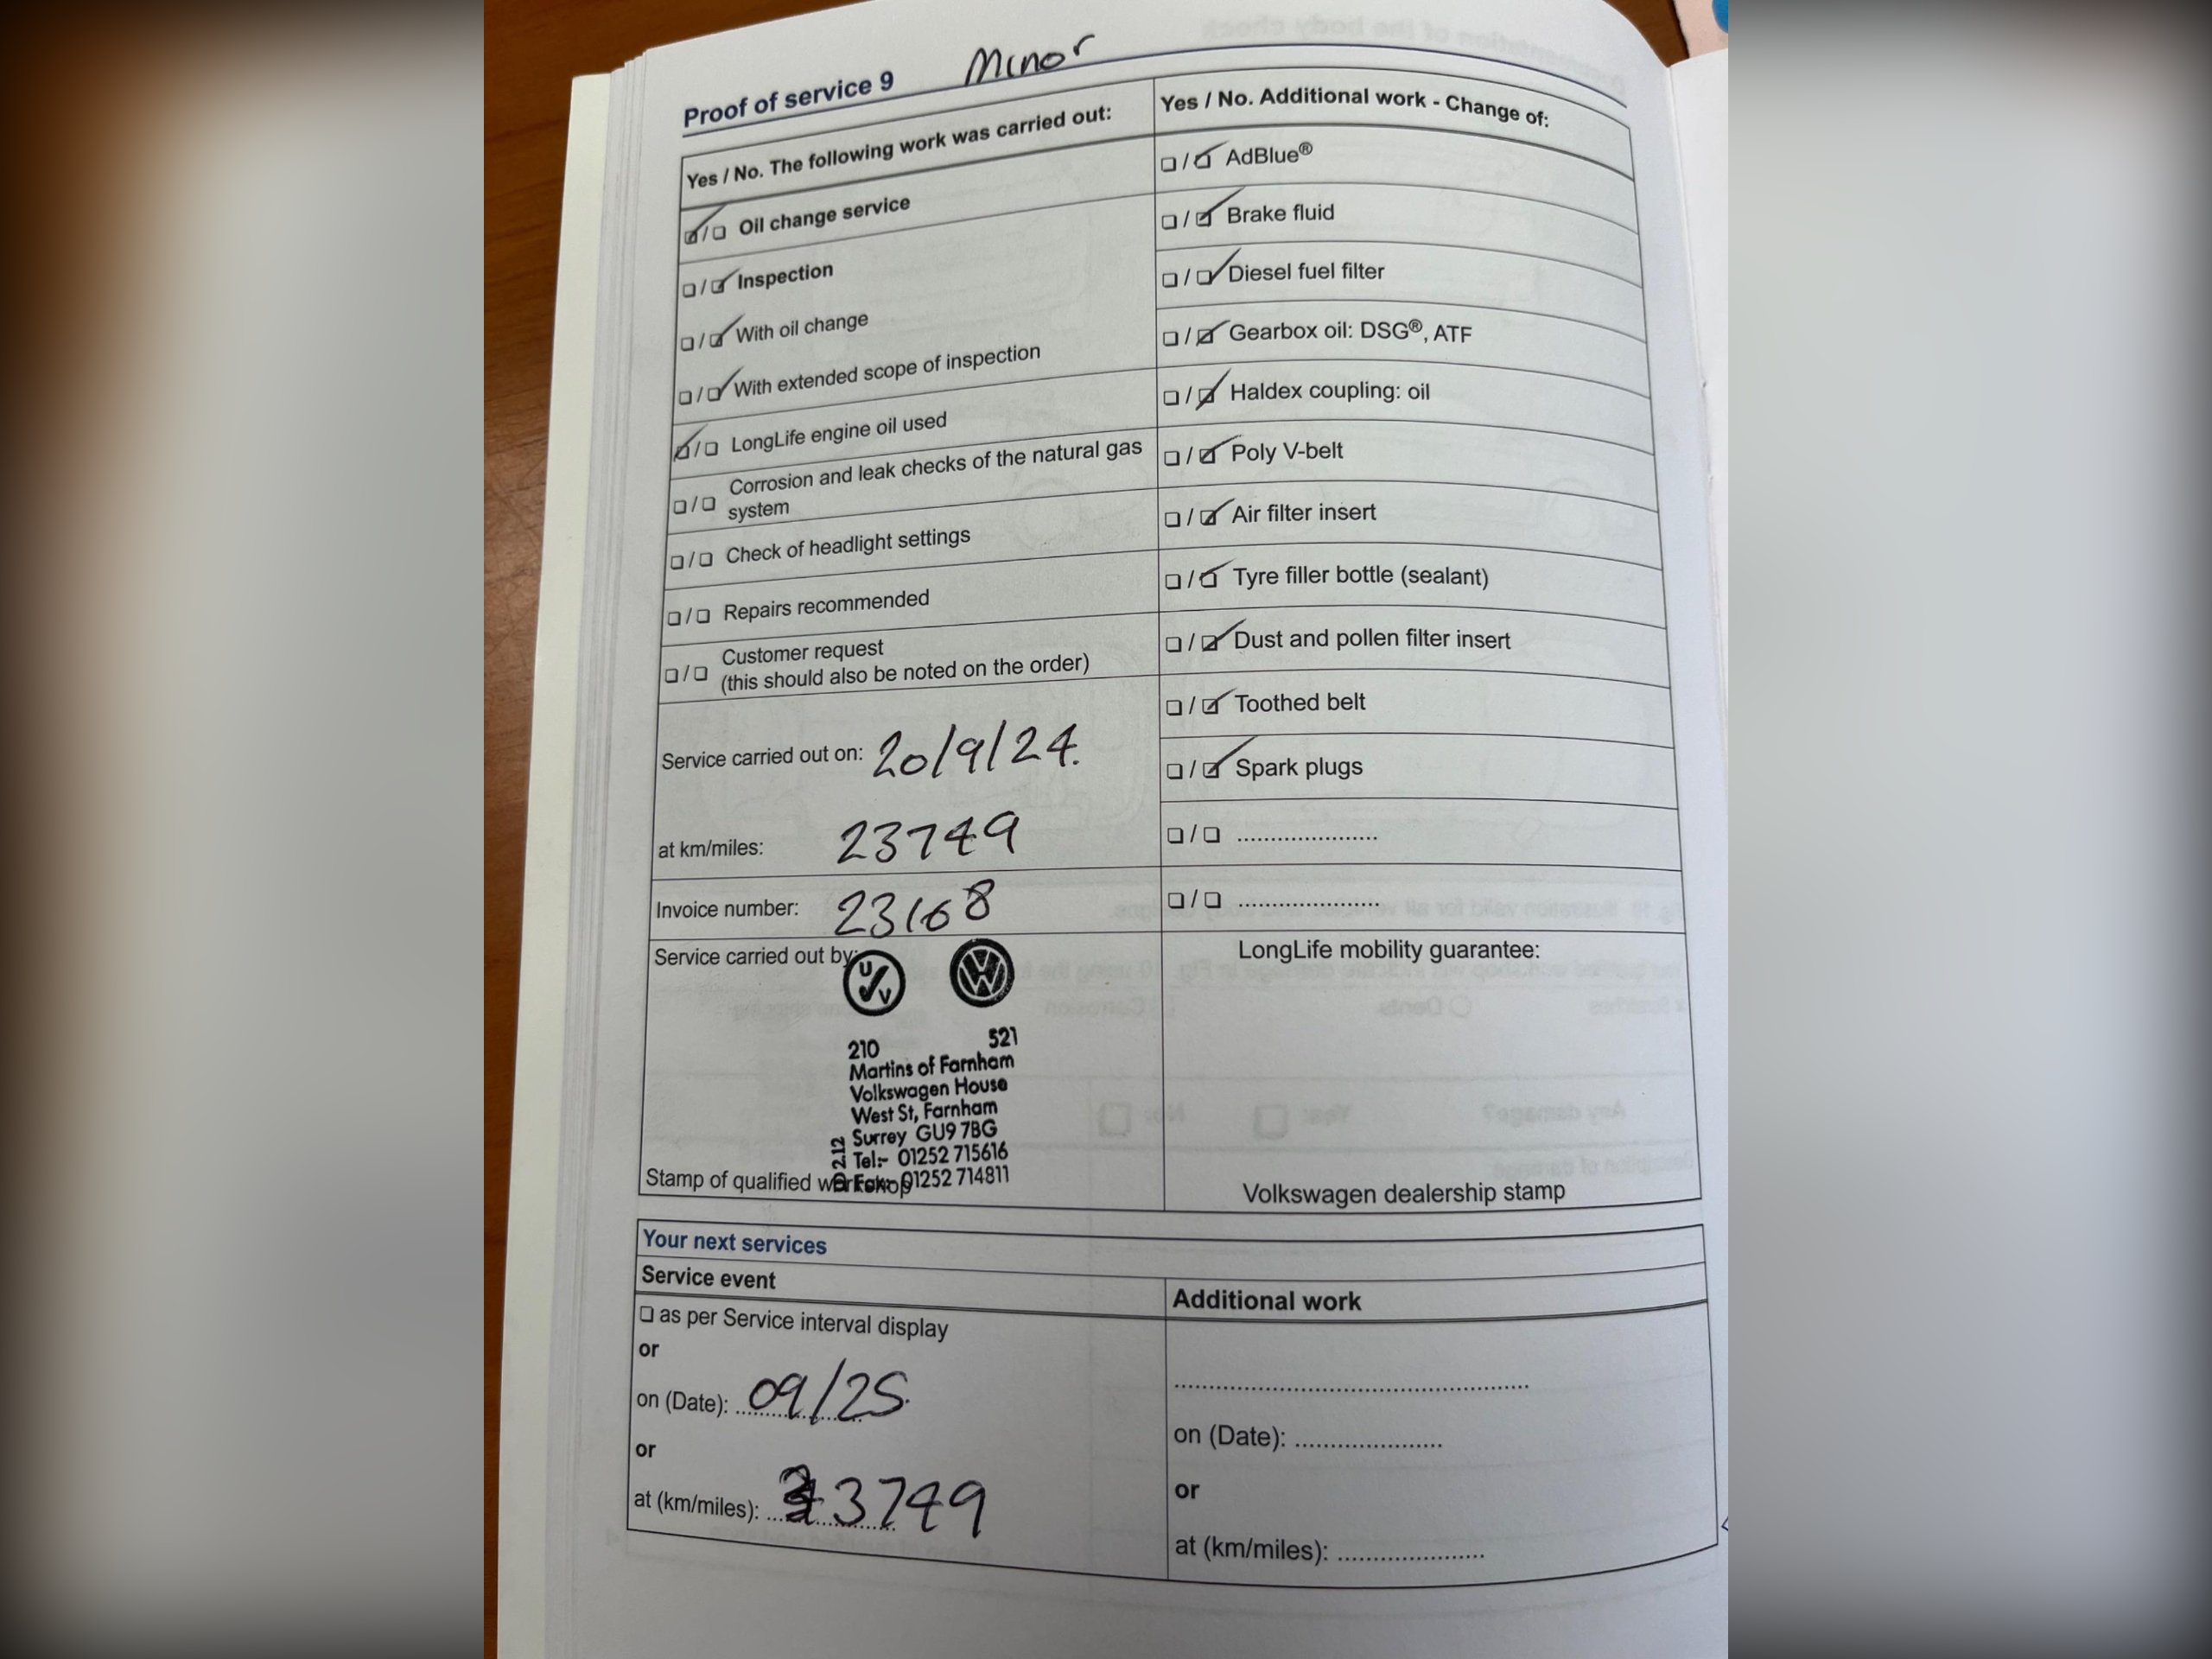 Proof of service 9 Minor
Yes / No. The following work was carried out:
Oil change service
Inspection
With oil change
With extended scope of inspection
LongLife engine oil used
Corrosion and leak checks of the natural gas
system
Check of headlight settings
Repairs recommended
Customer request
(this should also be noted on the order)
Service carried out on: 20/9/24.
at km/miles: 23749
Invoice number: 23168
Service carried out by:
210 521
Martins of Farnham
Volkswagen House
West St, Farnham
Surrey GU9 7BG
Tel:- 01252 715616
Fax:- 01252 714811
Stamp of qualified workshop
Yes / No. Additional work - Change of:
AdBlue®
Brake fluid
Diesel fuel filter
Gearbox oil: DSG®, ATF
Haldex coupling: oil
Poly V-belt
Air filter insert
Tyre filler bottle (sealant)
Dust and pollen filter insert
Toothed belt
Spark plugs
LongLife mobility guarantee:
Volkswagen dealership stamp
Your next services
Service event
as per Service interval display
or
on (Date): 09/25.
or
at (km/miles): 33749
Additional work
on (Date):
or
at (km/miles):